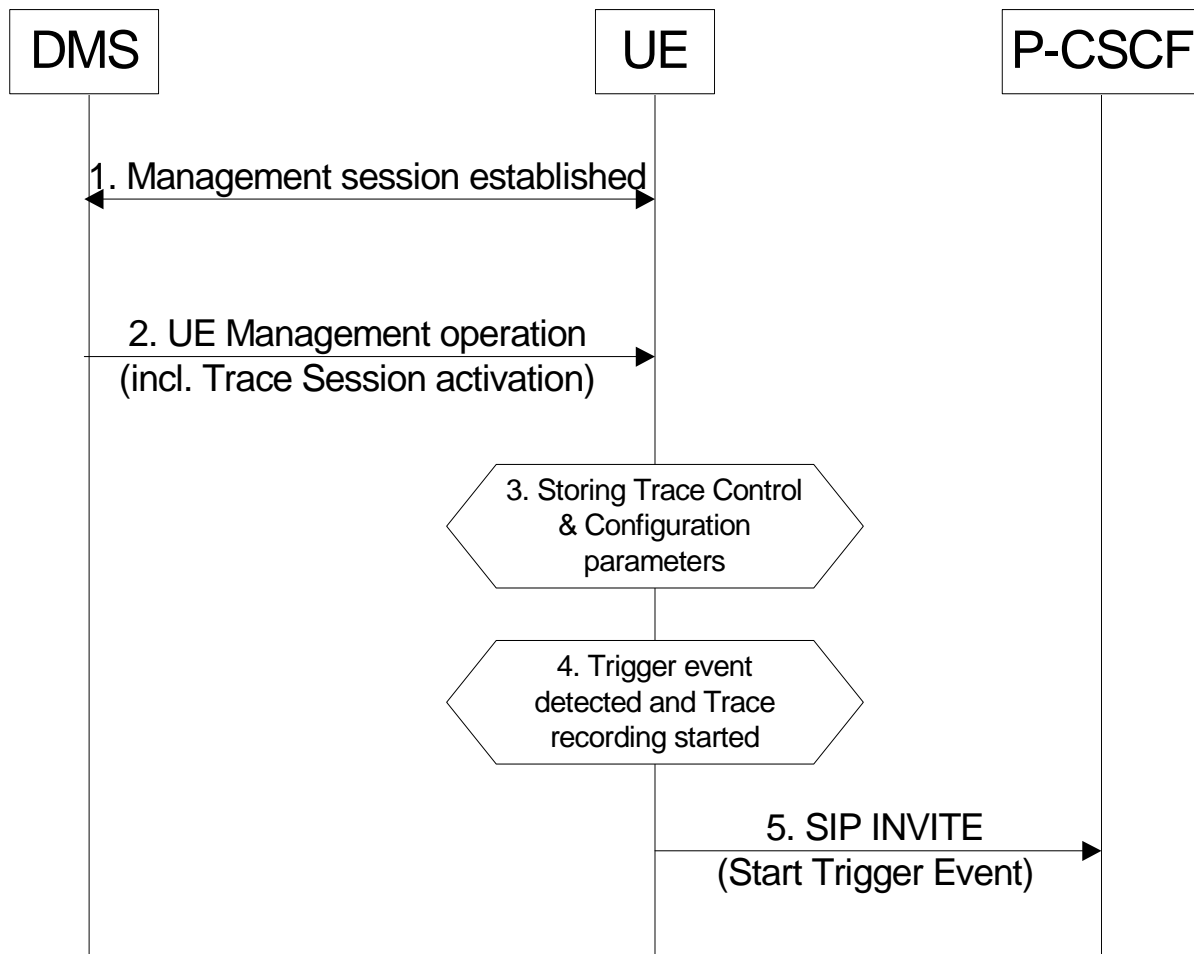 DMS
UE
P-CSCF
1. Management session established
2. UE Management operation
(incl. Trace Session activation)
3. Storing Trace Control
& Configuration
parameters
4. Trigger event
detected and Trace
recording started
5. SIP INVITE
(Start Trigger Event)